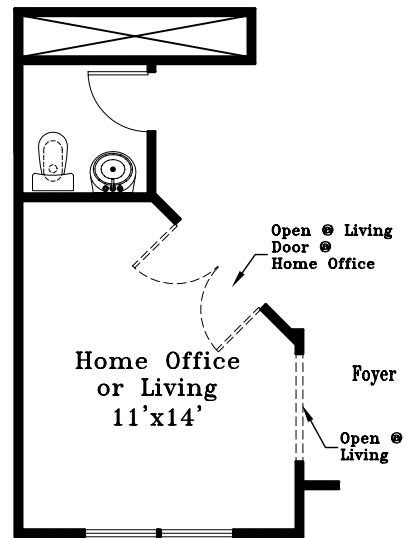 Open @ Living
Door @
Home Office
Home Office
or Living
11'x14'
Foyer
Open @
Living